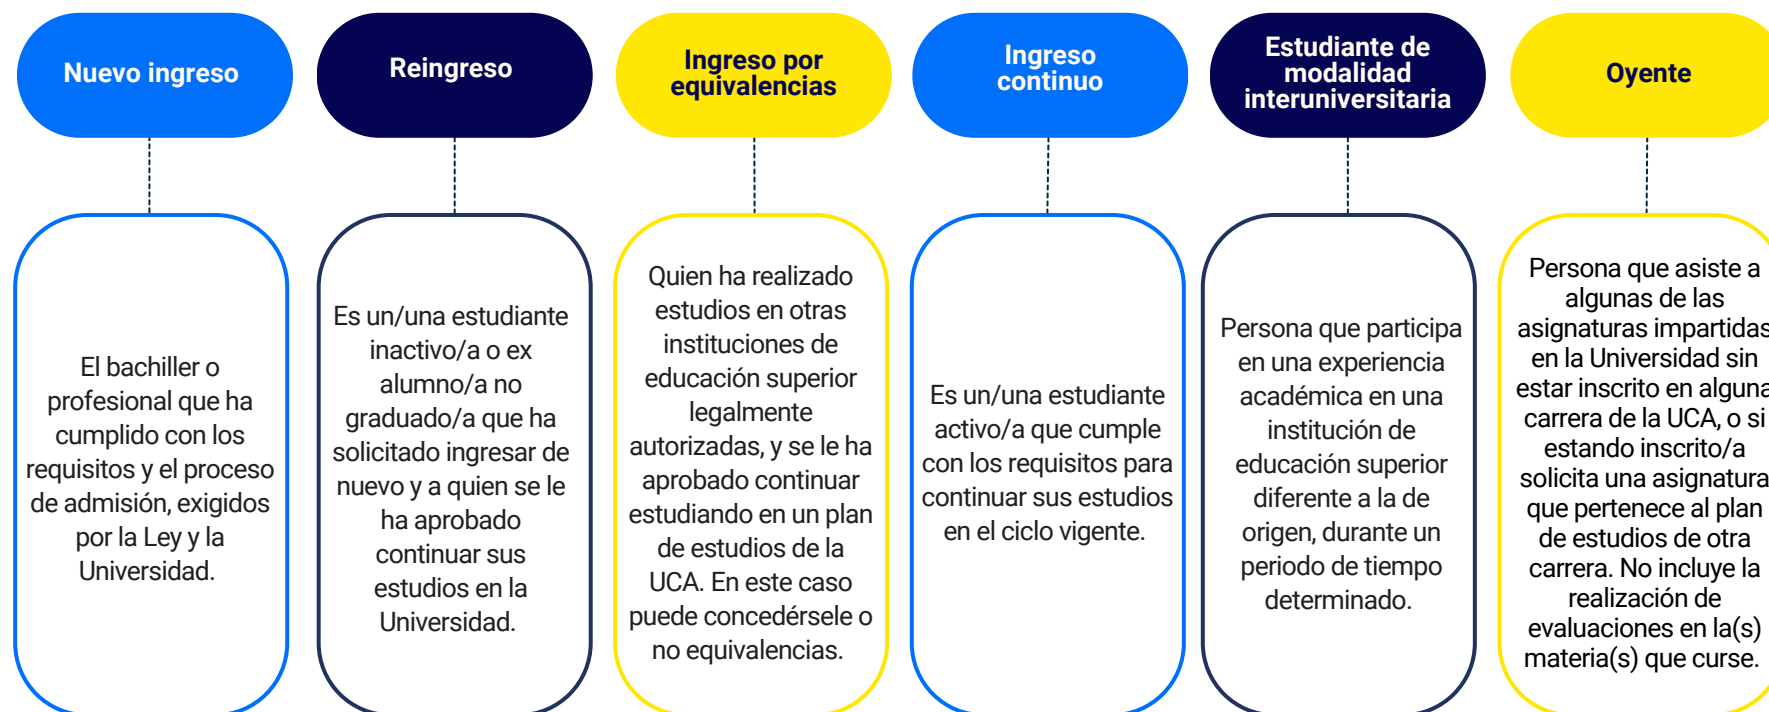 Nuevo ingreso
El bachiller o
profesional que ha
cumplido con los
requisitos y el proceso
de admisión, exigidos
por la Ley y la
Universidad.
Reingreso
Es un/una estudiante
inactivo/a o ex
alumno/a no
graduado/a que ha
solicitado ingresar de
nuevo y a quien se le
ha aprobado
continuar sus
estudios en la
Universidad.
Ingreso por
equivalencias
Quien ha realizado
estudios en otras
instituciones de
educación superior
legalmente
autorizadas, y se le ha
aprobado continuar
estudiando en un plan
de estudios de la
UCA. En este caso
puede concedérsele o
no equivalencias.
Ingreso
continuo
Es un/una estudiante
activo/a que cumple
con los requisitos para
continuar sus estudios
en el ciclo vigente.
Estudiante de
modalidad
interuniversitaria
Persona que participa
en una experiencia
académica en una
institución de
educación superior
diferente a la de
origen, durante un
periodo de tiempo
determinado.
Oyente
Persona que asiste a
algunas de las
asignaturas impartidas
en la Universidad sin
estar inscrito en alguna
carrera de la UCA, o si
estando inscrito/a
solicita una asignatura
que pertenece al plan
de estudios de otra
carrera. No incluye la
realización de
evaluaciones en la(s)
materia(s) que curse.